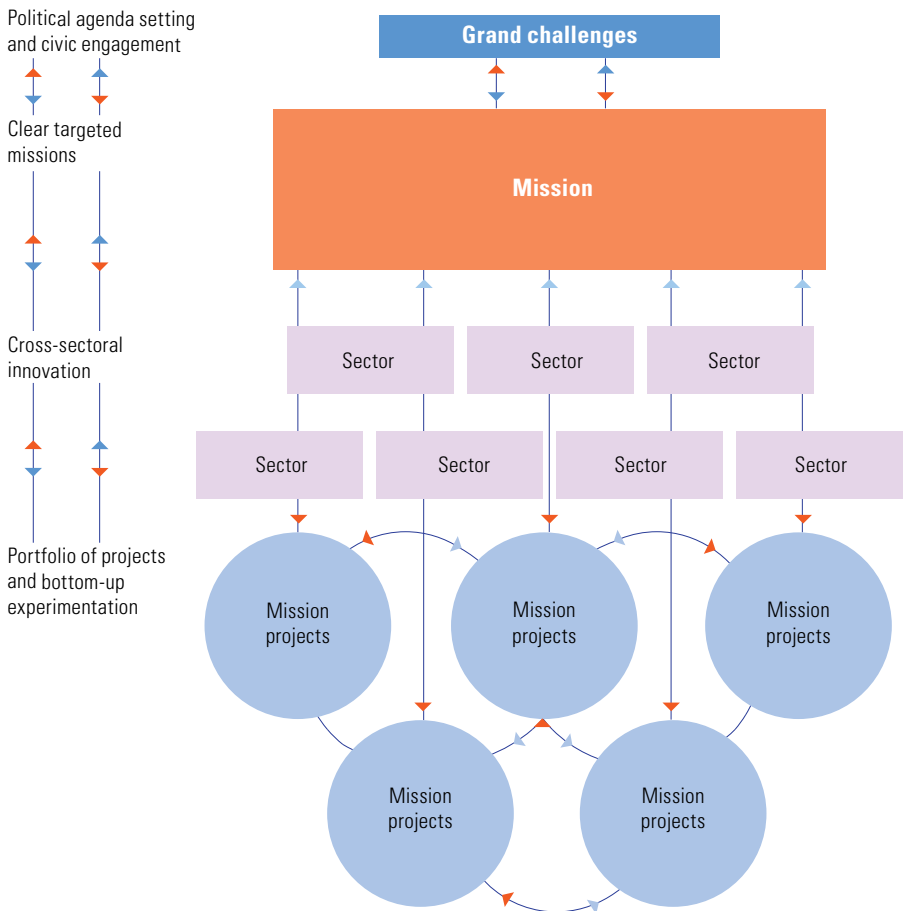 Political agenda setting
and civic engagement
Grand challenges
Clear targeted
missions
Mission
Cross-sectoral
innovation
Sector
Sector
Sector
Sector
Sector
Sector
Sector
Portfolio of projects
and bottom-up
experimentation
Mission
projects
Mission
projects
Mission
projects
Mission
projects
Mission
projects